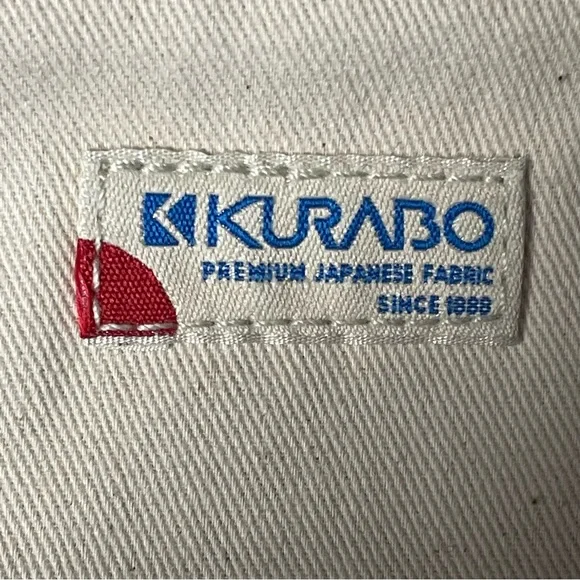 KURABO
PREMIUM JAPANESE FABRIC
SINCE 1888